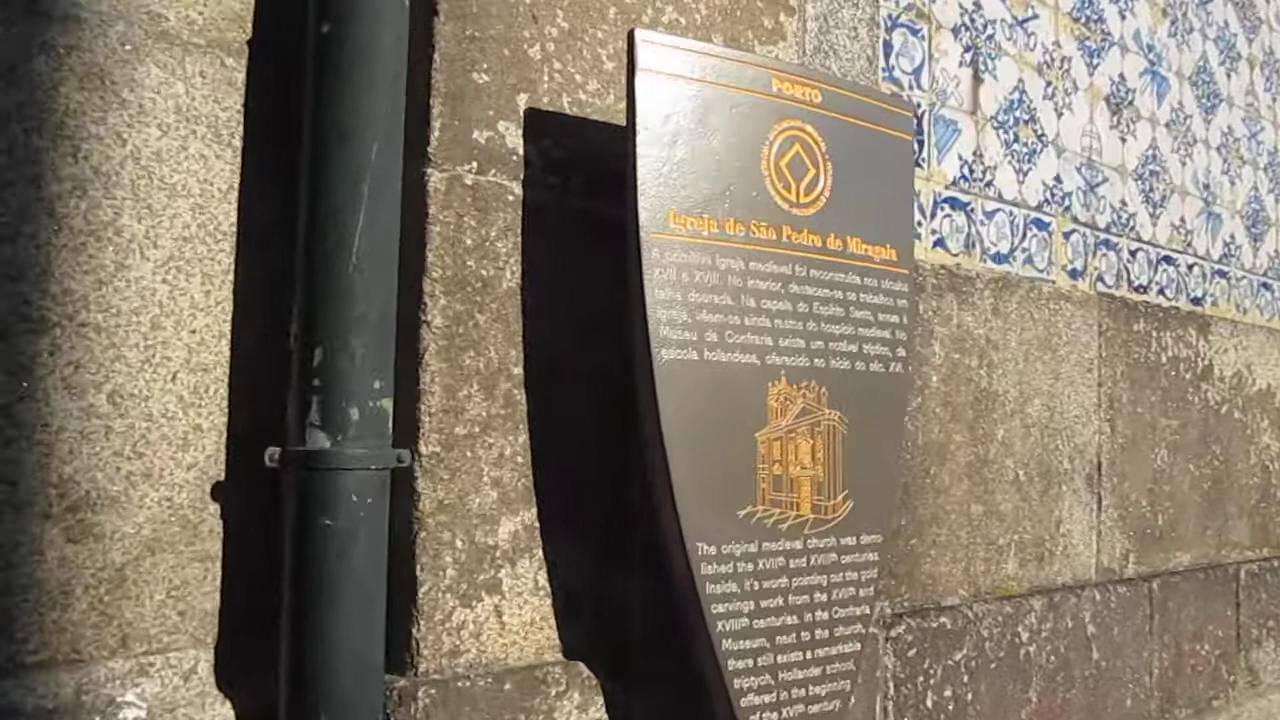 PORTO
Igreja de São Pedro de Miragaia
A primitiva igreja medieval foi reconstruída nos séculos
XVII e XVIII. No interior, destacam-se os trabalhos em
talha dourada. Na capela do Espírito Santo, anexa à
igreja, vêem-se ainda restos do hospício medieval. No
Museu da Confraria existe um notável tríptico, da
escola holandesa, oferecido no início do séc. XVI.
The original medieval church was demo-
lished the XVIIth and XVIIIth centuries.
Inside, it's worth pointing out the gold
carvings work from the XVIIth and
XVIIIth centuries. In the Confraria
Museum, next to the church,
there still exists a remarkable
triptych, Hollander school,
offered in the beginning
of the XVIth century.